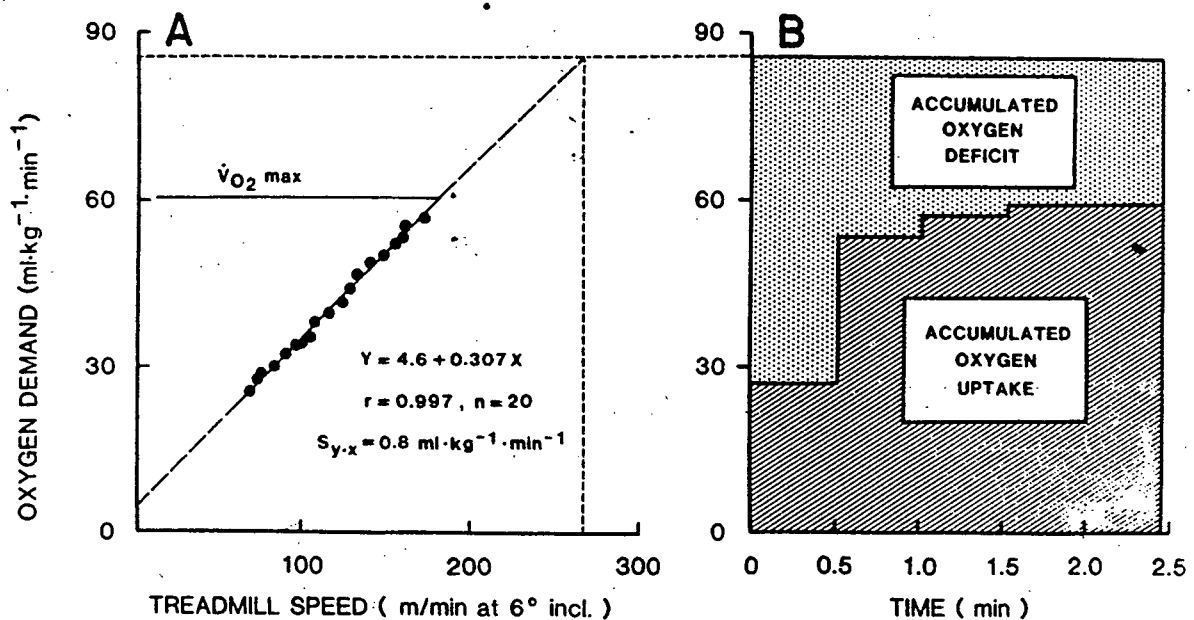 A
90
60
30
0
OXYGEN DEMAND (ml·kg⁻¹·min⁻¹)
V̇O₂ max
Y = 4.6 + 0.307 X
r = 0.997 , n = 20
Sy·x = 0.8 ml·kg⁻¹·min⁻¹
100
200
300
TREADMILL SPEED ( m/min at 6° incl. )
B
90
60
30
0
ACCUMULATED
OXYGEN
DEFICIT
ACCUMULATED
OXYGEN
UPTAKE
0
0.5
1.0
1.5
2.0
2.5
TIME ( min )